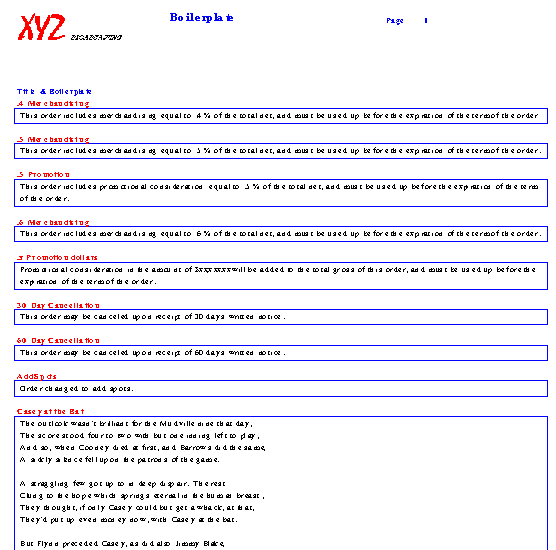 XYZ
BROADCASTING
Boilerplate
Page 1
Title & Boilerplate
.4 Merchandising
This order includes merchandising equal to .4 % of the total net, and must be used up before the expiration of the term of the order
.5 Merchandising
This order includes merchandising equal to .5 % of the total net, and must be used up before the expiration of the term of the order.
.5 Promotion
This order includes promotional consideration equal to .5 % of the total net, and must be used up before the expiration of the term
of the order.
.6 Merchandising
This order includes merchandising equal to .6 % of the total net, and must be used up before the expiration of the term of the order.
.x Promotion dollars
Promotional consideration in the amount of $xxxxxxx will be added to the total gross of this order, and must be used up before the
expiration of the term of the order.
30 Day Cancellation
This order may be canceled upon receipt of 30 days written notice.
60 Day Cancellation
This order may be canceled upon receipt of 60 days written notice.
Add Spots
Order changed to add spots.
Casey at the Bat
The outlook wasn't brilliant for the Mudville nine that day,
The score stood four to two with but one inning left to play,
And so, when Cooney died at first, and Barrows did the same,
A sickly silence fell upon the patrons of the game.
A straggling few got up to in deep dispair. The rest
Clung to the hope which springs eternal in the human breast,
They thought, if only Casey could but get a whack, at that,
They'd put up even money now, with Casey at the bat.
But Flynn preceded Casey, as did also Jimmy Blake,